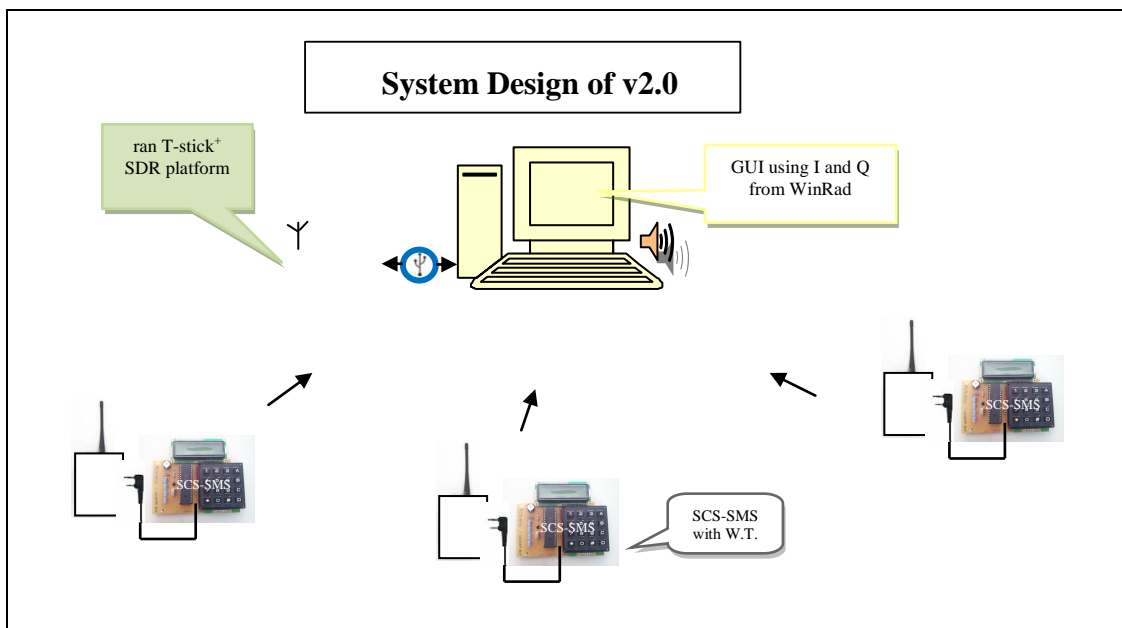 System Design of v2.0
ran T-stick⁺
SDR platform
GUI using I and Q
from WinRad
SCS-SMS
SCS-SMS
SCS-SMS
SCS-SMS
with W.T.